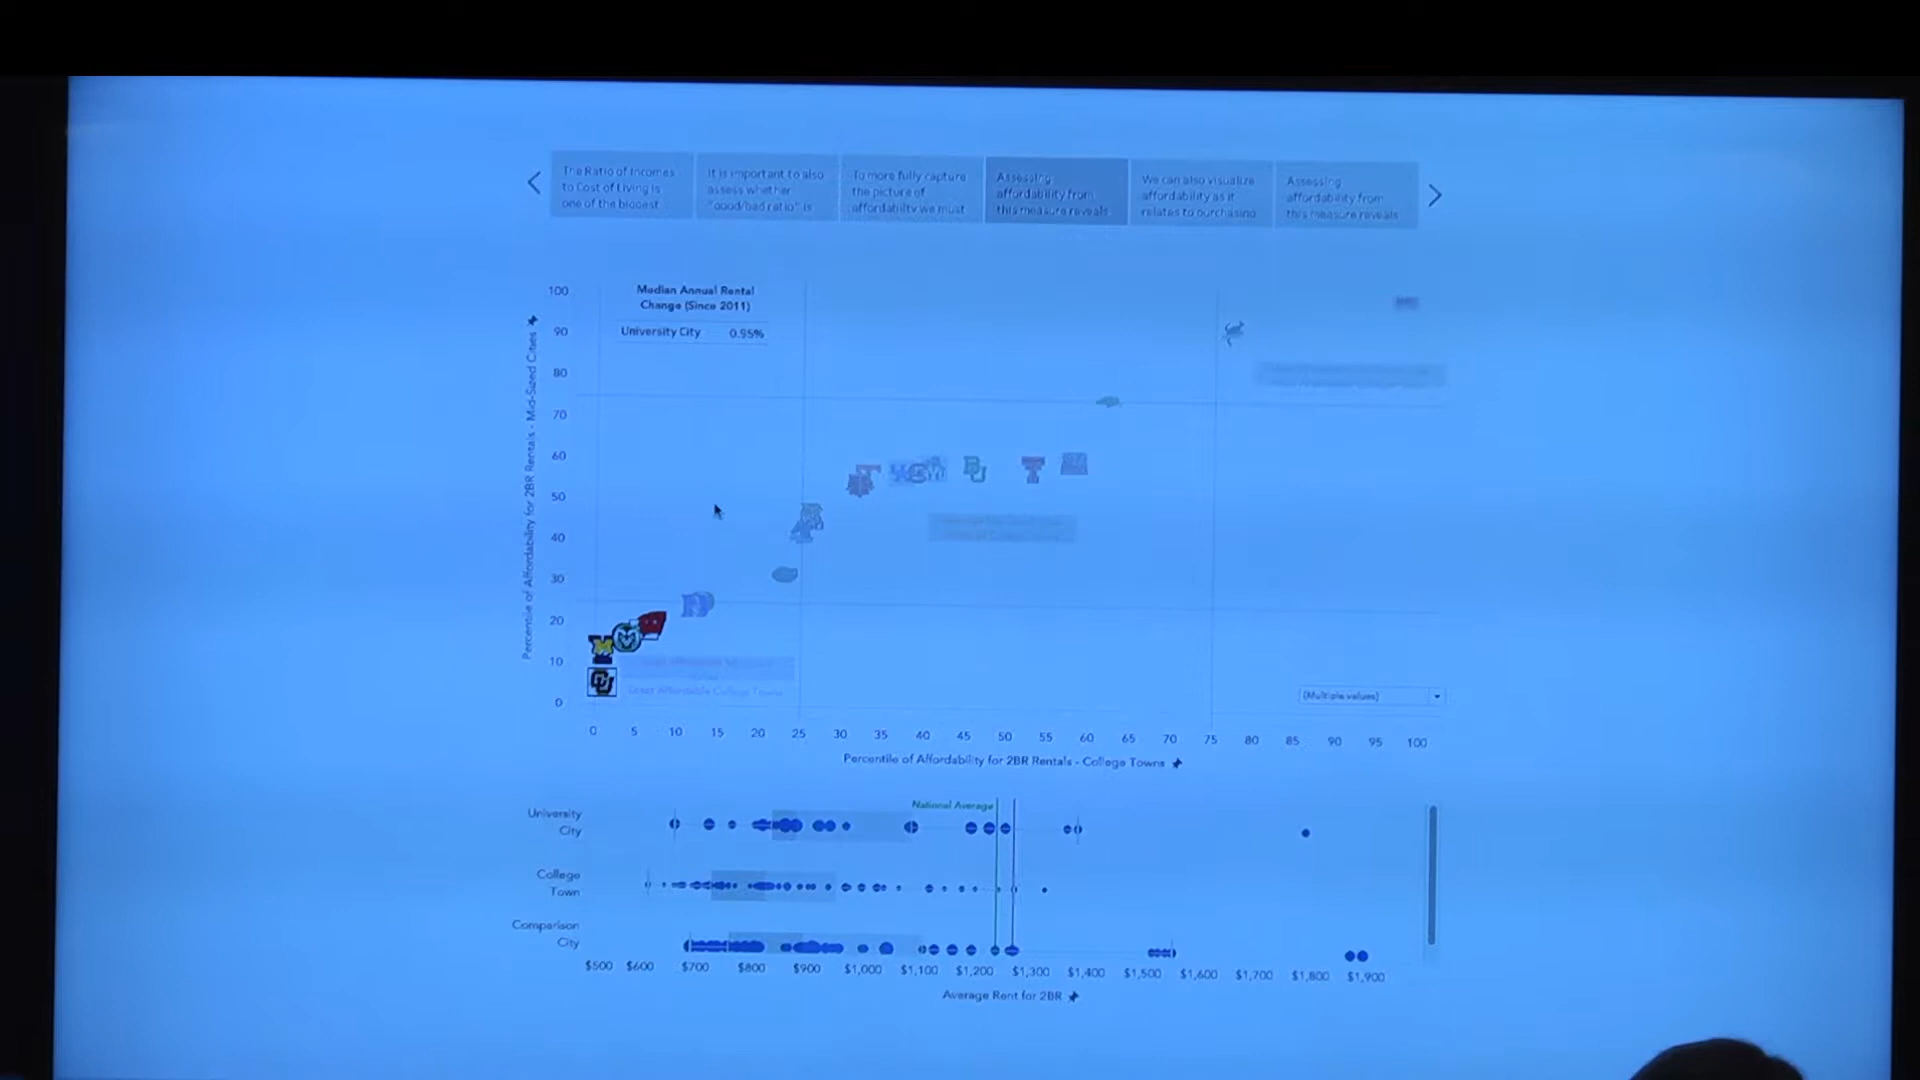 The Ratio of Incomes
to Cost of Living is
one of the biggest
It is important to also
assess whether
"good/bad ratio" is
To more fully capture
the picture of
affordability we must
Assessing
affordability from
this measure reveals
We can also visualize
affordability as it
relates to purchasing
Assessing
affordability from
this measure reveals
Percentile of Affordability for 2BR Rentals - Mid-Sized Cities
100
90
80
70
60
50
40
30
20
10
0
Median Annual Rental
Change (Since 2011)
University City 0.95%
Least Affordable College Towns
(Multiple values)
0 5 10 15 20 25 30 35 40 45 50 55 60 65 70 75 80 85 90 95 100
Percentile of Affordability for 2BR Rentals - College Towns
National Average
University
City
College
Town
Comparison
City
$500 $600 $700 $800 $900 $1,000 $1,100 $1,200 $1,300 $1,400 $1,500 $1,600 $1,700 $1,800 $1,900
Average Rent for 2BR